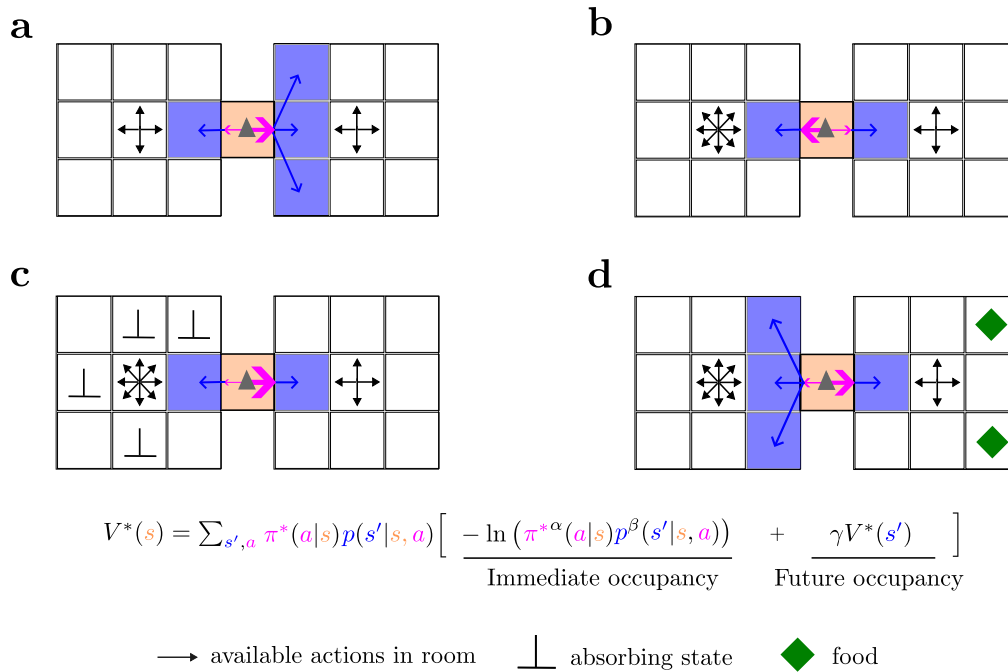 a
b
c
d
V*(s) = ∑s',a π*(a|s)p(s'|s, a)[ − ln (π*α(a|s)pβ(s'|s, a)) + γV*(s') ]
Immediate occupancy Future occupancy
available actions in room absorbing state food